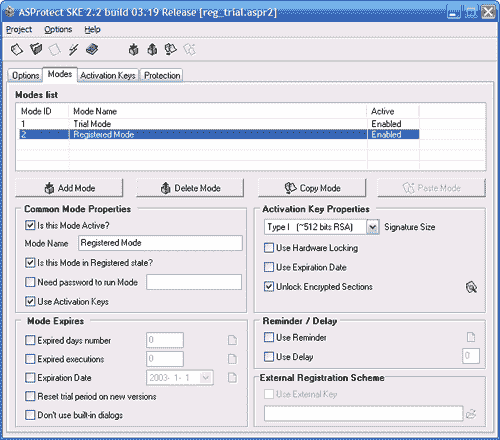 ASProtect SKE 2.2 build 03.19 Release [reg_trial.aspr2]
Project Options Help
Options Modes Activation Keys Protection
Modes list
Mode ID Mode Name Active
1 Trial Mode Enabled
2 Registered Mode Enabled
Add Mode Delete Mode Copy Mode Paste Mode
Common Mode Properties
Is this Mode Active?
Mode Name Registered Mode
Is this Mode in Registered state?
Need password to run Mode
Use Activation Keys
Activation Key Properties
Type I (~512 bits RSA) Signature Size
Use Hardware Locking
Use Expiration Date
Unlock Encrypted Sections
Mode Expires
Expired days number 0
Expired executions 0
Expiration Date 2003- 1- 1
Reset trial period on new versions
Don't use built-in dialogs
Reminder / Delay
Use Reminder
Use Delay 0
External Registration Scheme
Use External Key